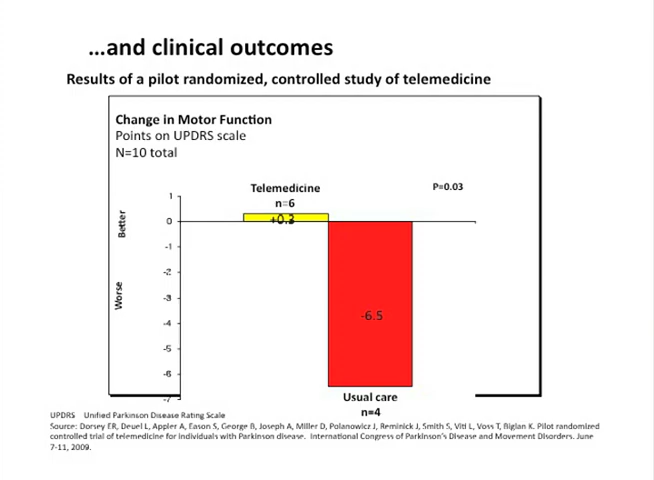 ...and clinical outcomes
Results of a pilot randomized, controlled study of telemedicine
Change in Motor Function
Points on UPDRS scale
N=10 total
Telemedicine
n=6
P=0.03
Better
Worse
1
0
-1
-2
-3
-4
-5
-6
-7
+0.3
-6.5
Usual care
n=4
UPDRS Unified Parkinson Disease Rating Scale
Source: Dorsey ER, Deuel L, Appler A, Eason S, George B, Joseph A, Miller D, Polanowicz J, Reminick J, Smith S, Viti L, Voss T, Biglan K. Pilot randomized
controlled trial of telemedicine for individuals with Parkinson disease. International Congress of Parkinson's Disease and Movement Disorders. June
7-11, 2009.